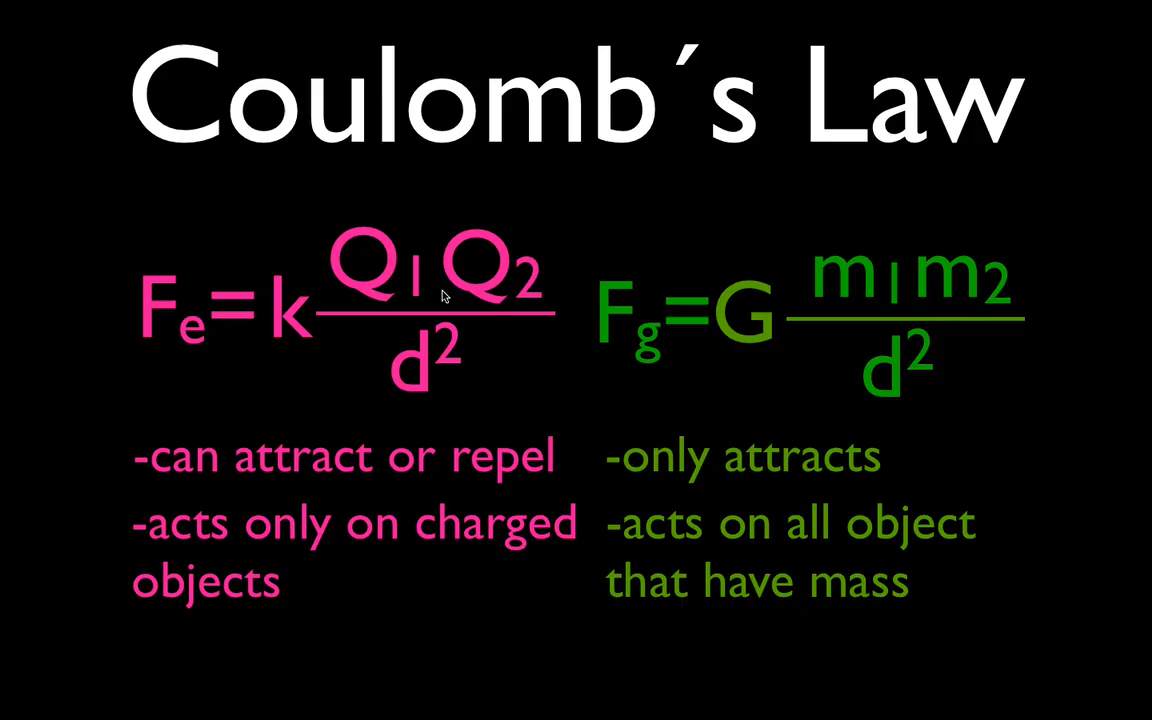 Coulomb´s Law
Fₑ= k Q₁Q₂ / d²
F_g=G m₁m₂ / d²
-can attract or repel
-acts only on charged
objects
-only attracts
-acts on all object
that have mass